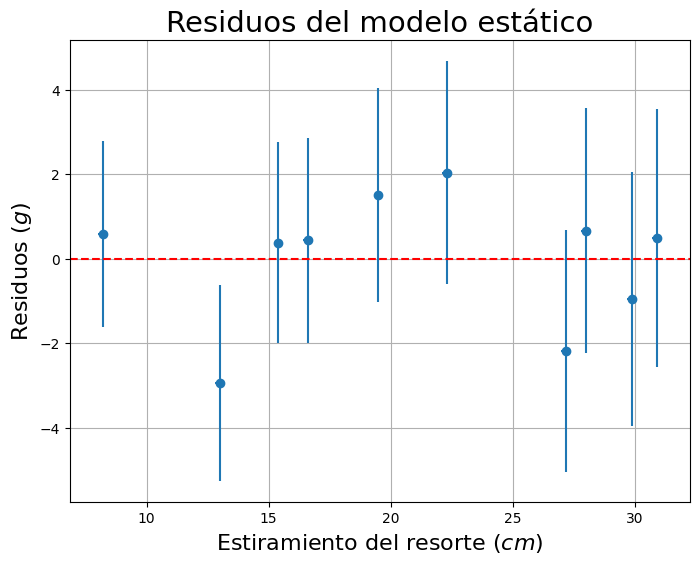 Residuos del modelo estático
Residuos (g)
4
2
0
−2
−4
10 15 20 25 30
Estiramiento del resorte (cm)